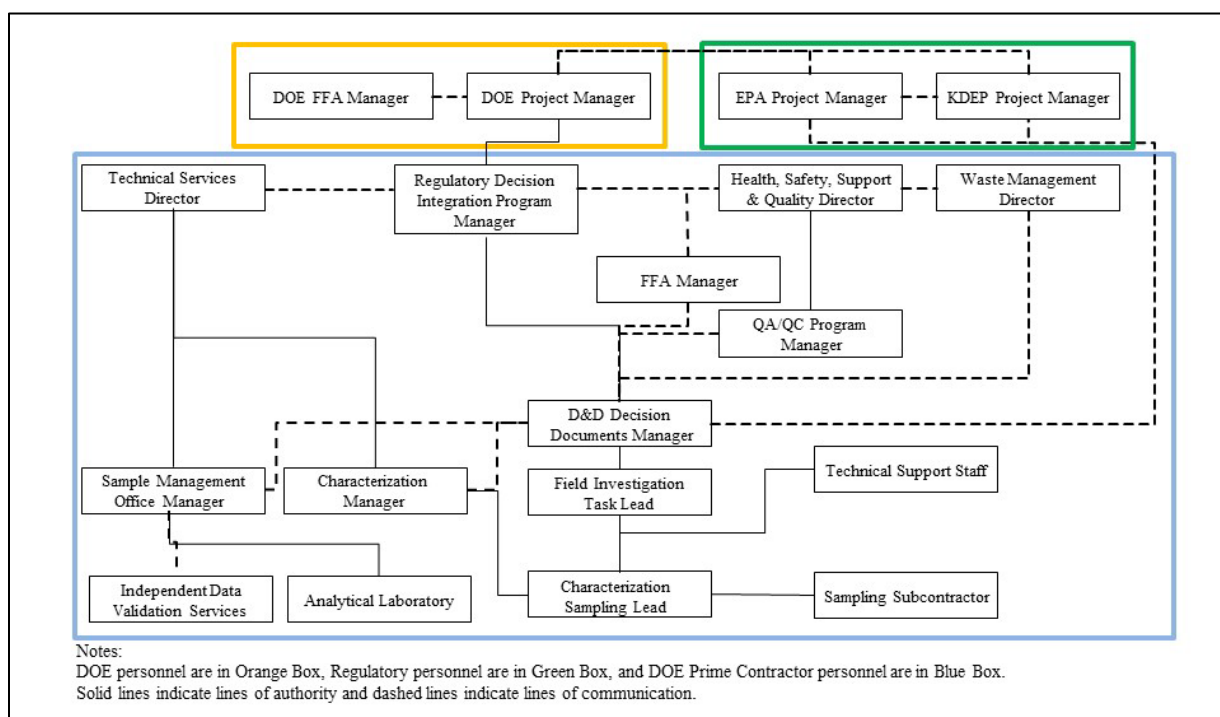 DOE FFA Manager
DOE Project Manager
EPA Project Manager
KDEP Project Manager
Technical Services
Director
Regulatory Decision
Integration Program
Manager
Health, Safety, Support
& Quality Director
Waste Management
Director
FFA Manager
QA/QC Program
Manager
D&D Decision
Documents Manager
Sample Management
Office Manager
Characterization
Manager
Field Investigation
Task Lead
Technical Support Staff
Independent Data
Validation Services
Analytical Laboratory
Characterization
Sampling Lead
Sampling Subcontractor
Notes:
DOE personnel are in Orange Box, Regulatory personnel are in Green Box, and DOE Prime Contractor personnel are in Blue Box.
Solid lines indicate lines of authority and dashed lines indicate lines of communication.